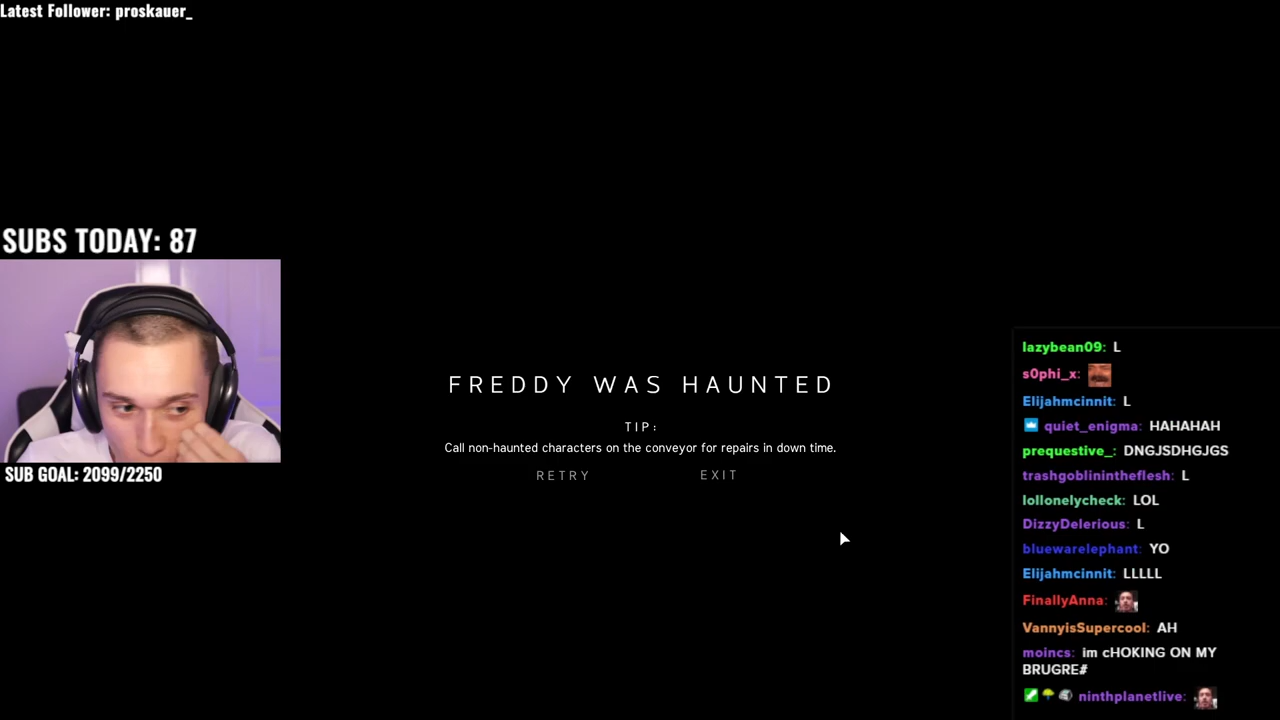 Latest Follower: proskauer_
SUBS TODAY: 87
SUB GOAL: 2099/2250
FREDDY WAS HAUNTED
TIP:
Call non-haunted characters on the conveyor for repairs in down time.
RETRY EXIT
lazybean09: L
s0phi_x:
Elijahmcinnit: L
quiet_enigma: HAHAHAH
prequestive_: DNGJSDHGJGS
trashgoblinintheflesh: L
lollonelycheck: LOL
DizzyDelerious: L
bluewarelephant: YO
Elijahmcinnit: LLLLL
FinallyAnna:
VannyisSupercool: AH
moincs: im cHOKING ON MY
BRUGRE#
ninthplanetlive: